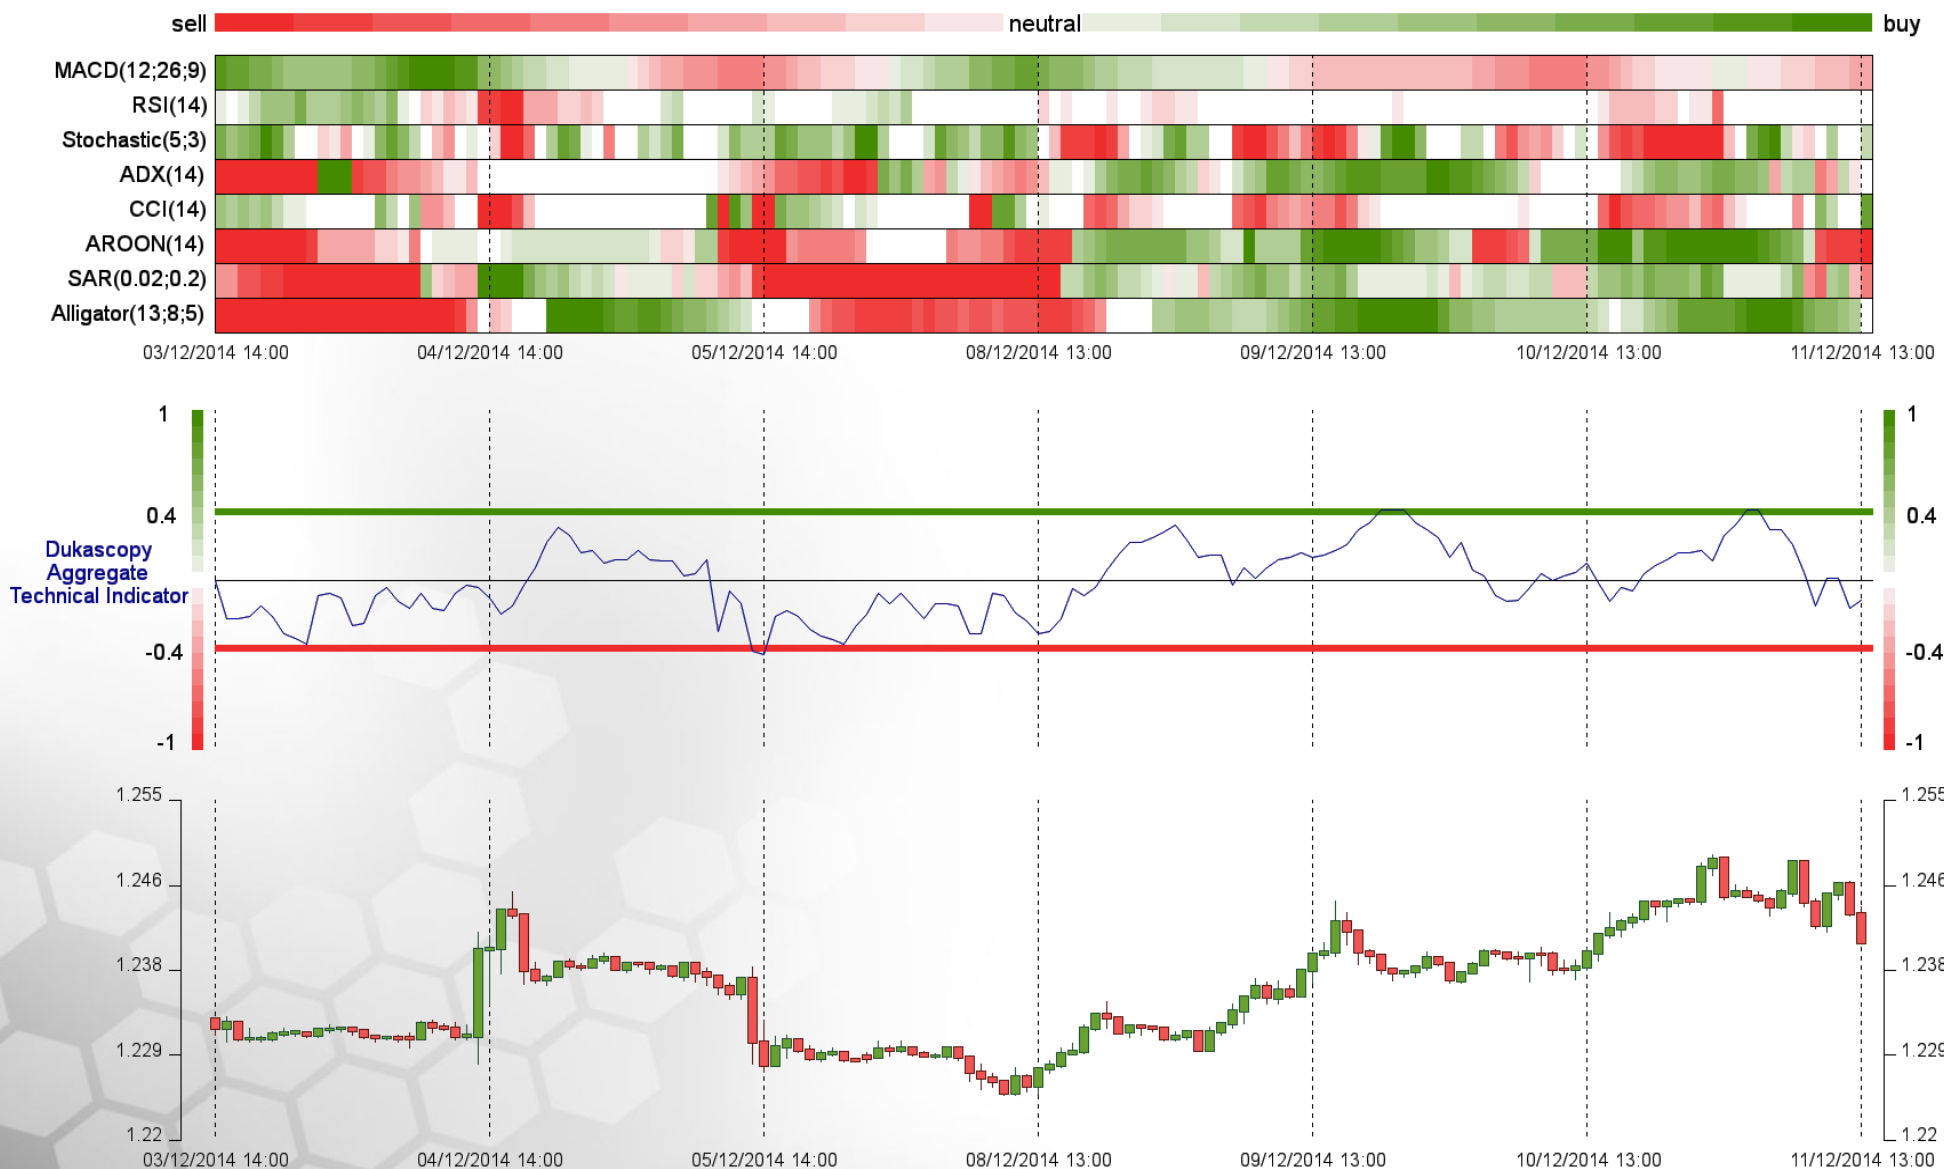 sell neutral buy
MACD(12;26;9)
RSI(14)
Stochastic(5;3)
ADX(14)
CCI(14)
AROON(14)
SAR(0.02;0.2)
Alligator(13;8;5)
03/12/2014 14:00 04/12/2014 14:00 05/12/2014 14:00 08/12/2014 13:00 09/12/2014 13:00 10/12/2014 13:00 11/12/2014 13:00
1 1
0.4 0.4
Dukascopy
Aggregate
Technical Indicator
-0.4 -0.4
-1 -1
1.255 1.255
1.246 1.246
1.238 1.238
1.229 1.229
1.22 1.22
03/12/2014 14:00 04/12/2014 14:00 05/12/2014 14:00 08/12/2014 13:00 09/12/2014 13:00 10/12/2014 13:00 11/12/2014 13:00